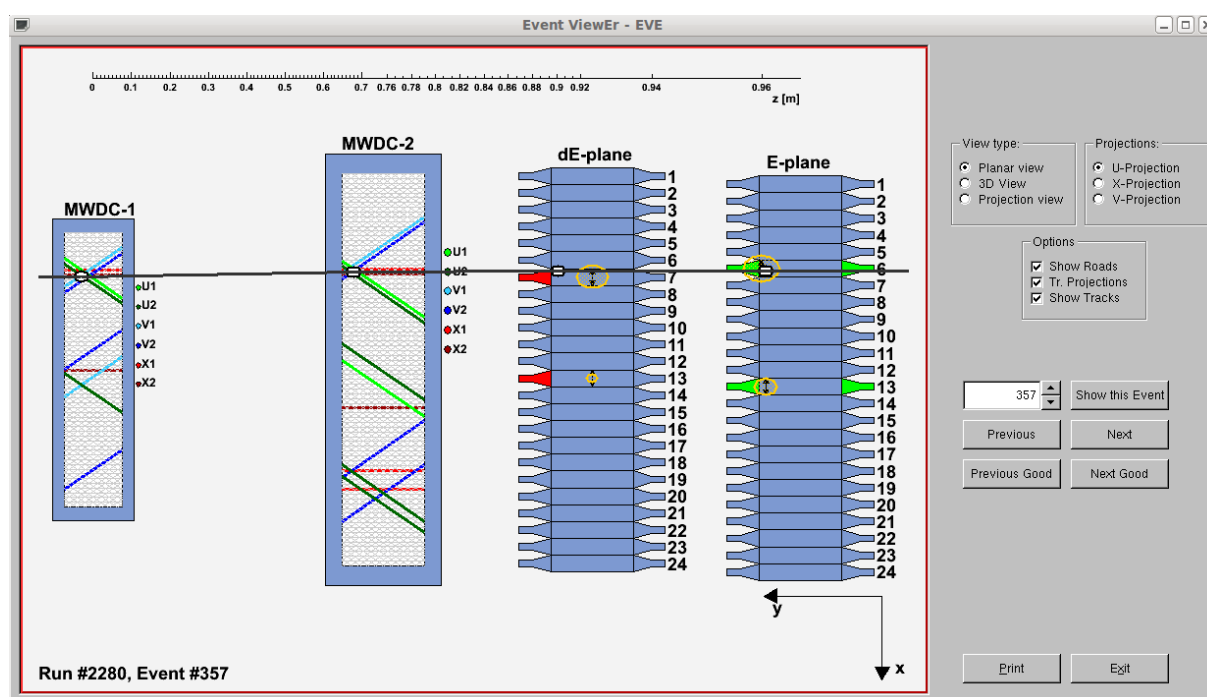 Event ViewEr - EVE
0 0.1 0.2 0.3 0.4 0.5 0.6 0.7 0.76 0.78 0.8 0.82 0.84 0.86 0.88 0.9 0.92 0.94 0.96
z [m]
MWDC-1
U1
U2
V1
V2
X1
X2
MWDC-2
U1
U2
V1
V2
X1
X2
dE-plane
1
2
3
4
5
6
7
8
9
10
11
12
13
14
15
16
17
18
19
20
21
22
23
24
E-plane
1
2
3
4
5
6
7
8
9
10
11
12
13
14
15
16
17
18
19
20
21
22
23
24
y
x
Run #2280, Event #357
View type:
Planar view
3D View
Projection view
Projections:
U-Projection
X-Projection
V-Projection
Options
Show Roads
Tr. Projections
Show Tracks
357 Show this Event
Previous Next
Previous Good Next Good
Print Exit